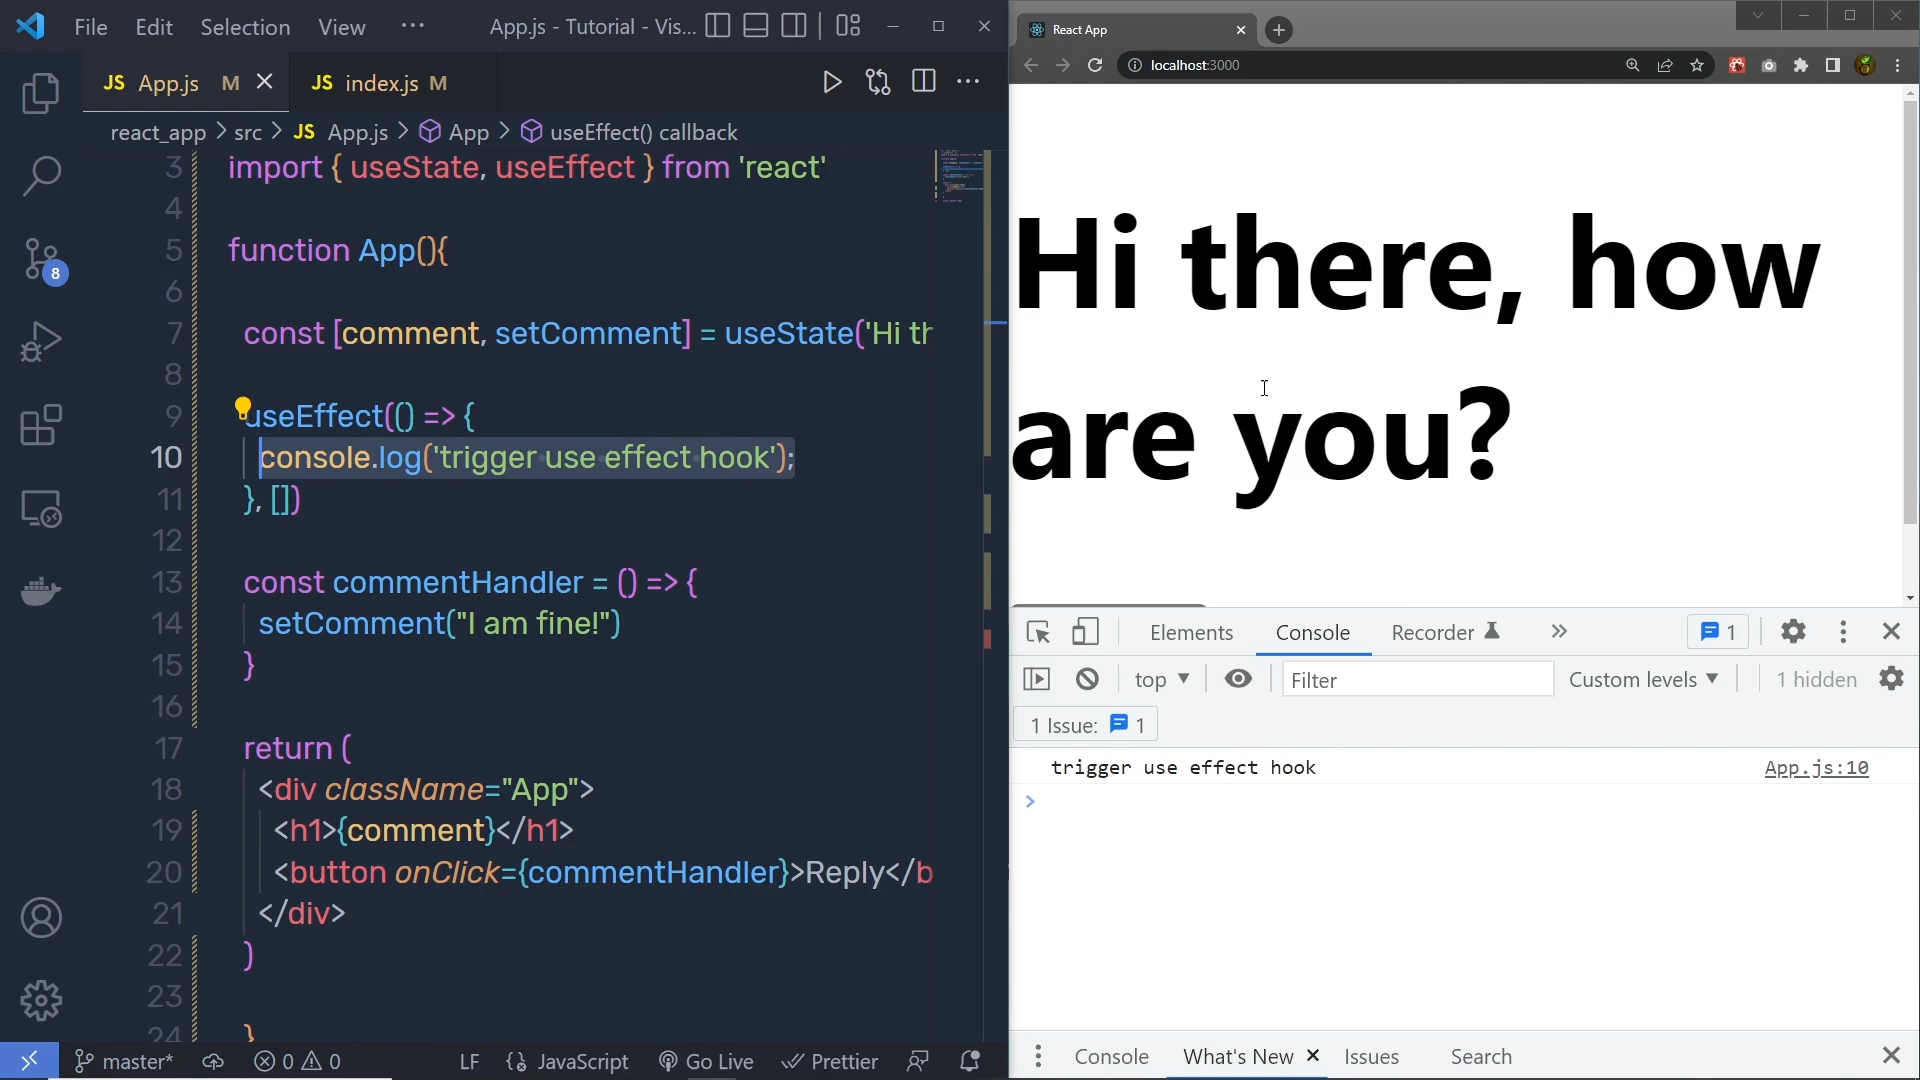 File Edit Selection View ··· App.js - Tutorial - Vis...
JS App.js M JS index.js M
react_app > src > JS App.js > App > useEffect() callback
3 import { useState, useEffect } from 'react'
4
5 function App(){
6
7 const [comment, setComment] = useState('Hi th
8
9 useEffect(() => {
10 console.log('trigger use effect hook');
11 }, [])
12
13 const commentHandler = () => {
14 setComment("I am fine!")
15 }
16
17 return (
18 <div className="App">
19 <h1>{comment}</h1>
20 <button onClick={commentHandler}>Reply</b
21 </div>
22 )
23
24 }
8
master* 0 0 LF {} JavaScript Go Live Prettier
React App
localhost:3000
Hi there, how
are you?
Elements Console Recorder 1
top Filter Custom levels 1 hidden
1 Issue: 1
trigger use effect hook App.js:10
>
Console What's New Issues Search